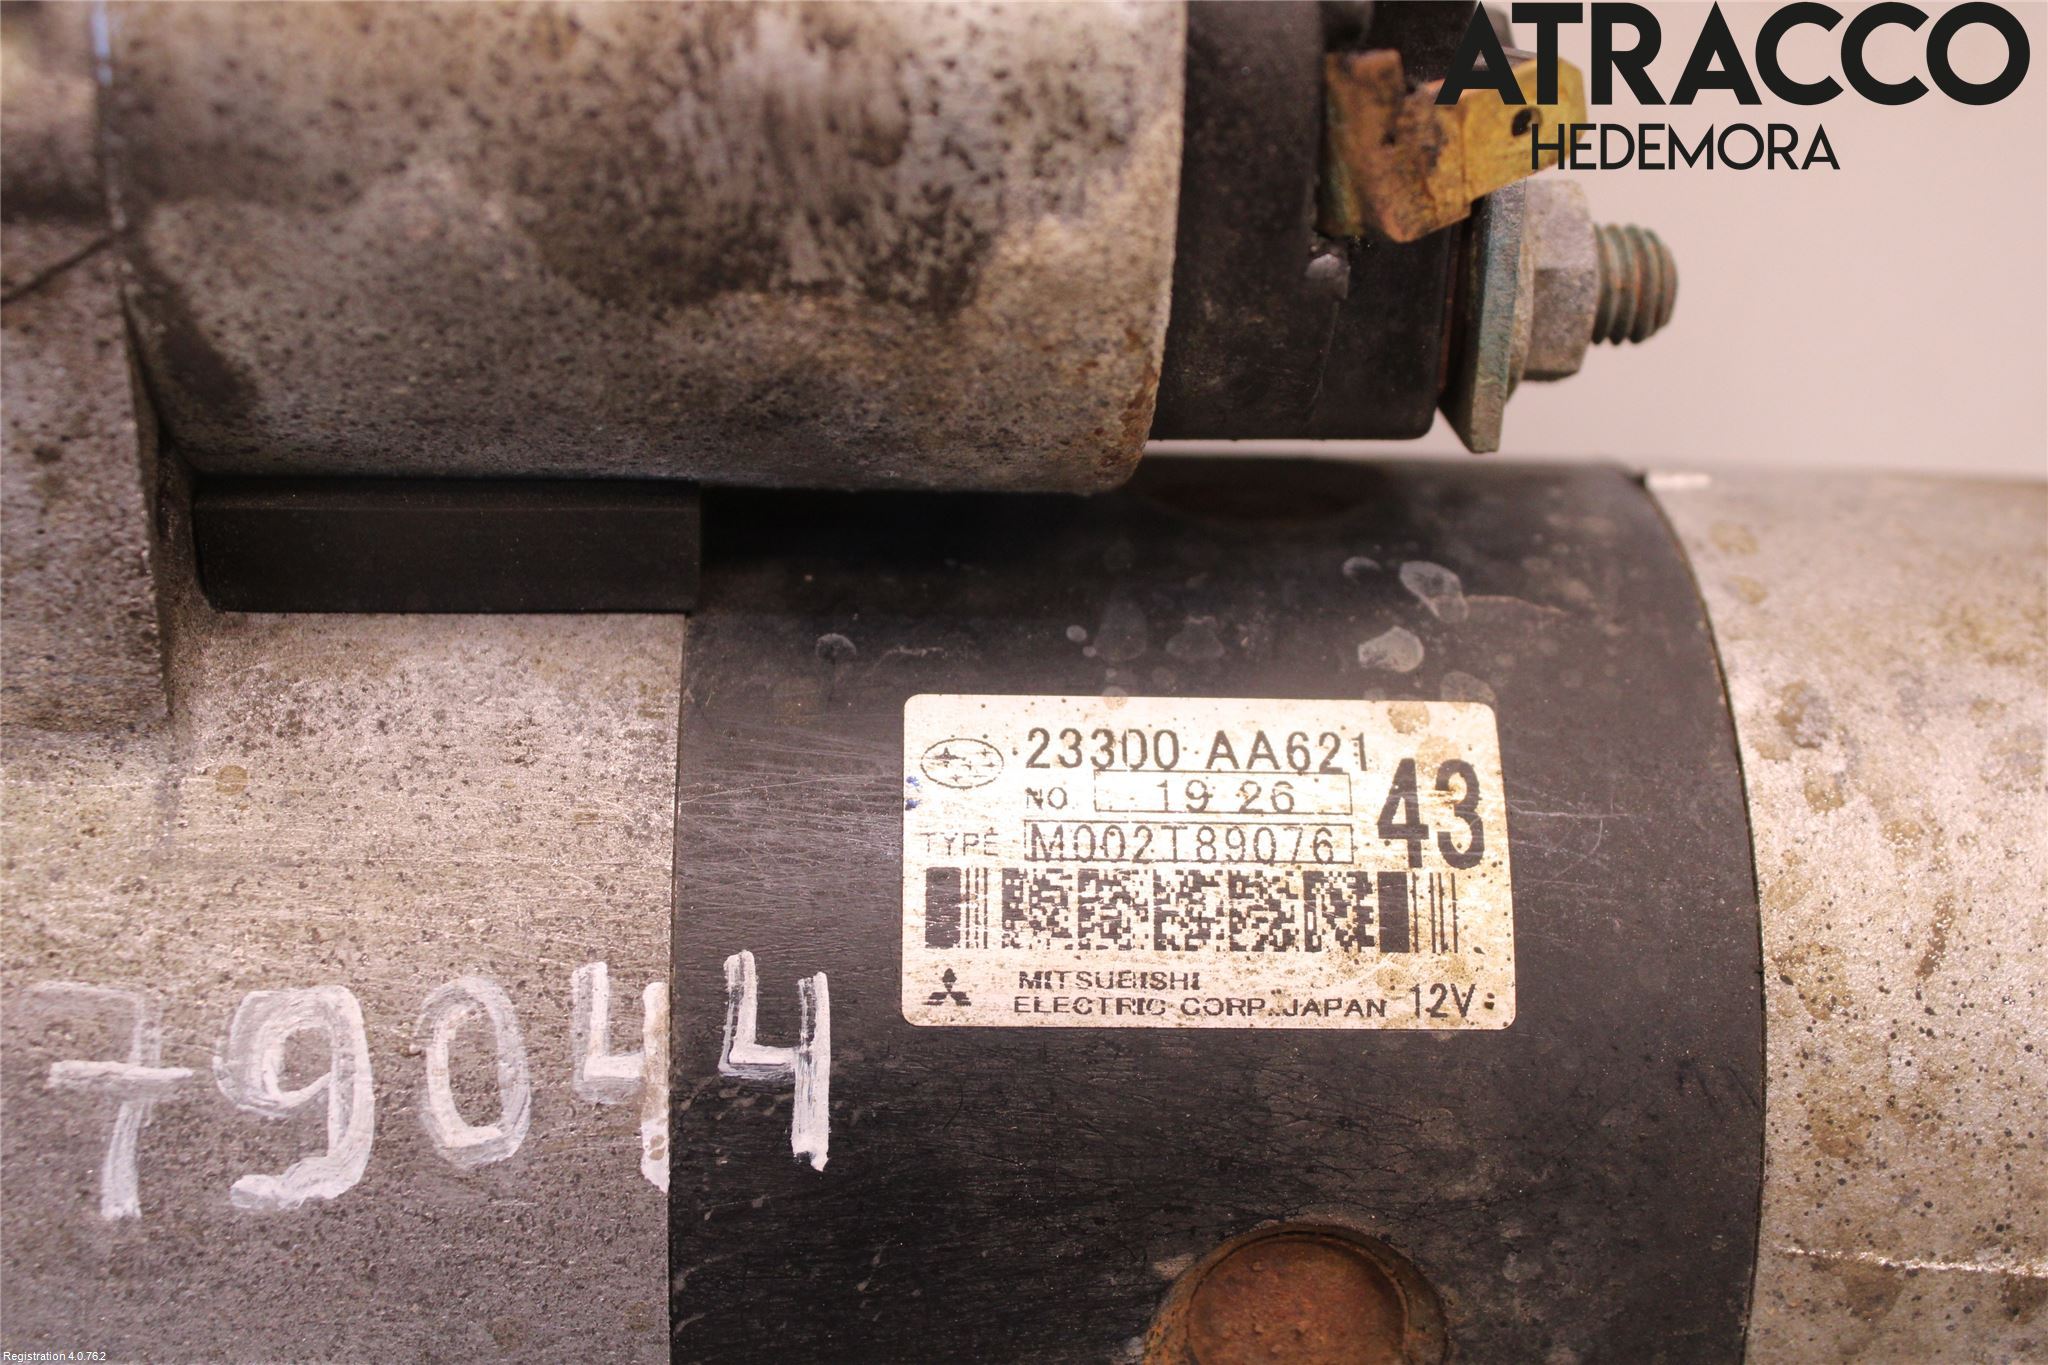 ATRACCO
HEDEMORA
23300 AA621
NO 19 26
43
TYPE M002T89076
MITSUBISHI
ELECTRIC CORP. JAPAN 12V
79044
Registration 4.0.762